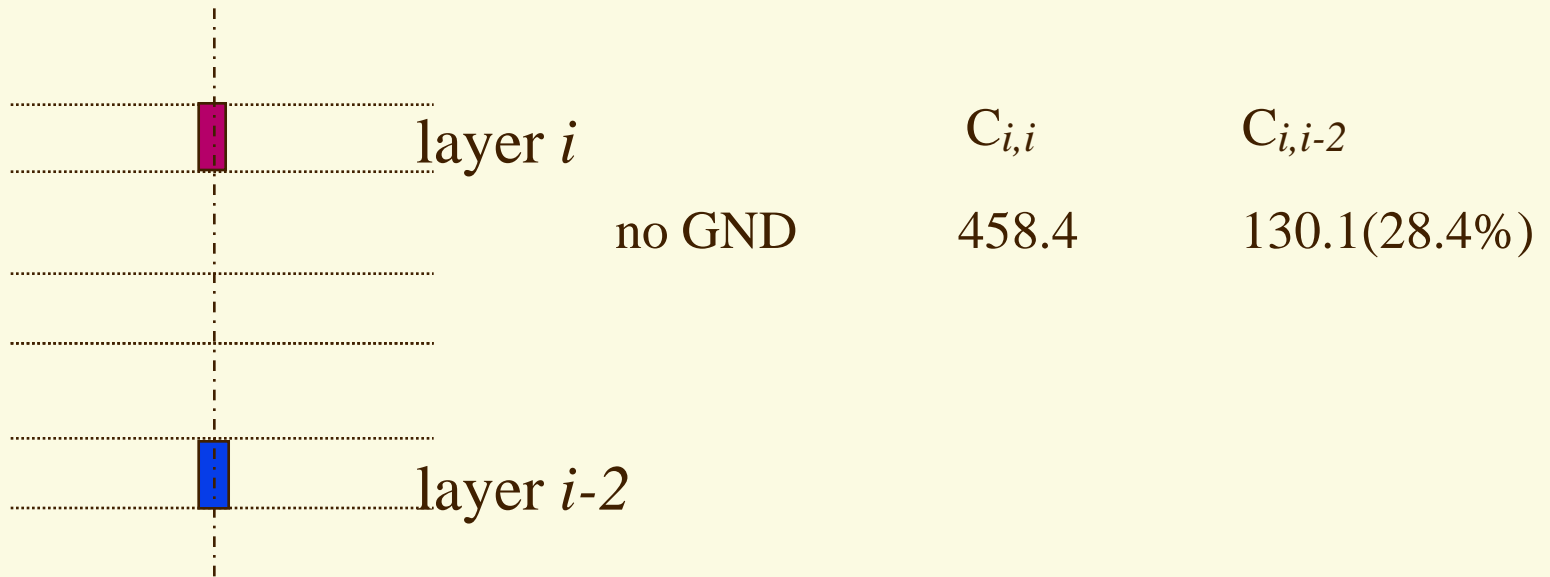 layer i C_{i,i} C_{i,i-2}
no GND 458.4 130.1(28.4%)
layer i-2